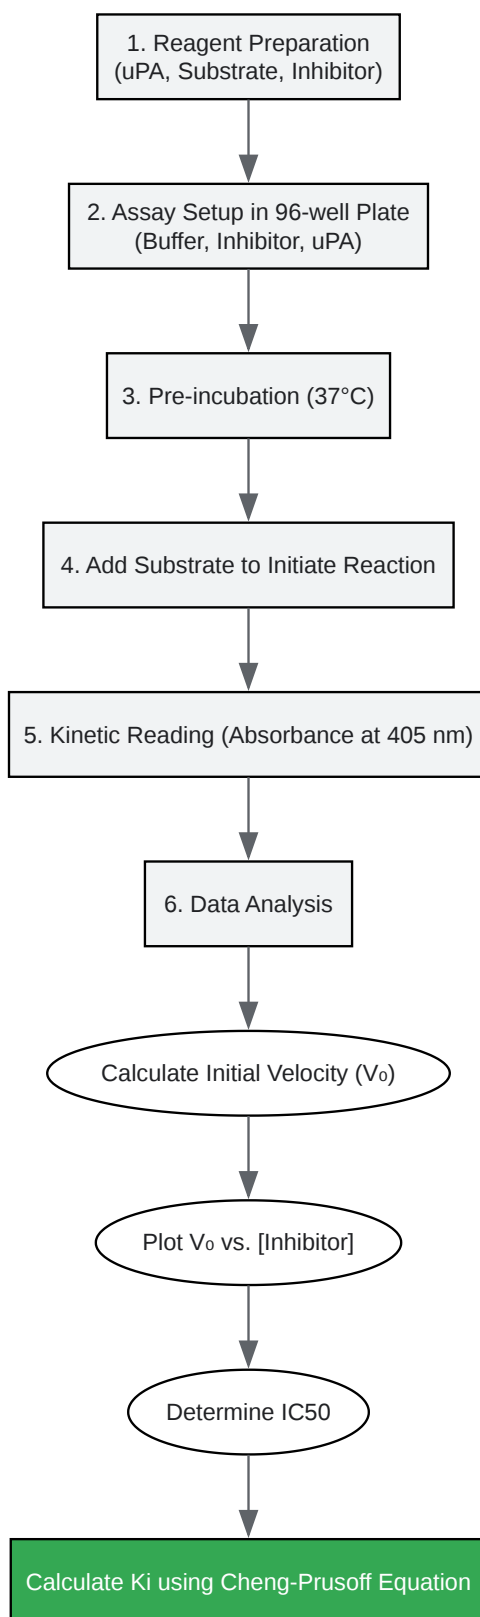 1. Reagent Preparation
(uPA, Substrate, Inhibitor)
2. Assay Setup in 96-well Plate
(Buffer, Inhibitor, uPA)
3. Pre-incubation (37°C)
4. Add Substrate to Initiate Reaction
5. Kinetic Reading (Absorbance at 405 nm)
6. Data Analysis
Calculate Initial Velocity (V₀)
Plot V₀ vs. [Inhibitor]
Determine IC50
Calculate Ki using Cheng-Prusoff Equation